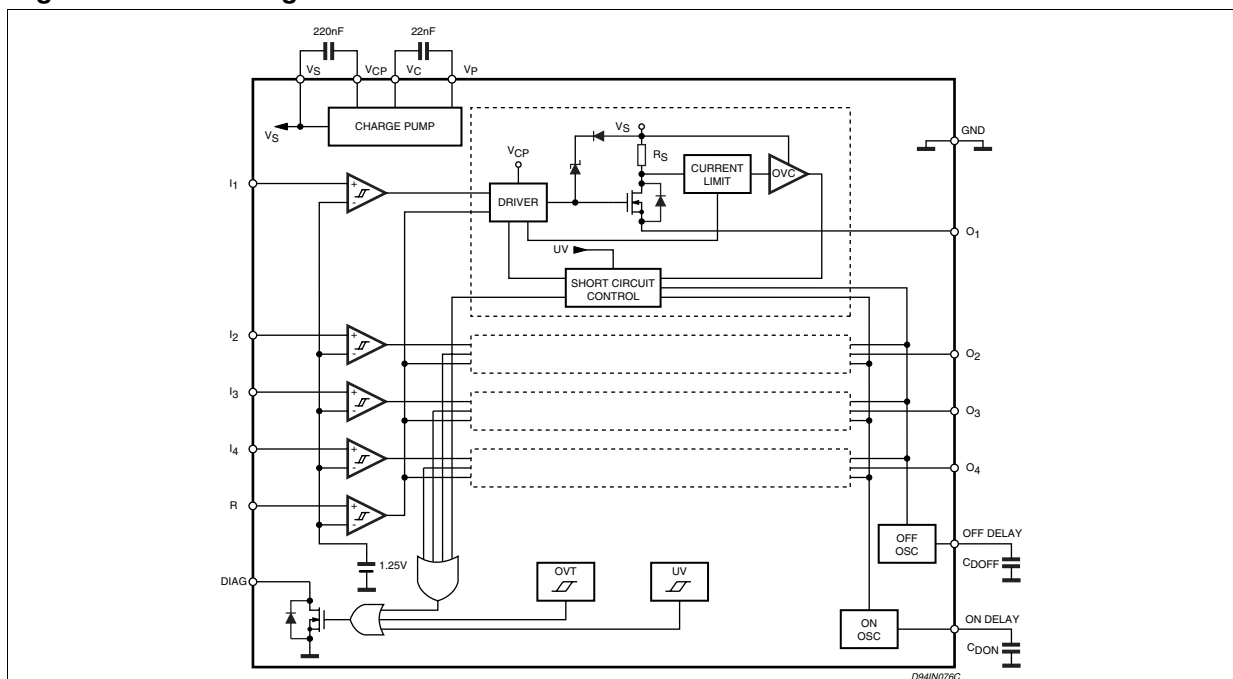 220nF 22nF
VS VCP VC VP
CHARGE PUMP
VS
VS
GND
RS
VCP
CURRENT
LIMIT
OVC
I1
+
-
DRIVER
O1
UV
SHORT CIRCUIT
CONTROL
I2
+
-
O2
I3
+
-
O3
I4
+
-
O4
R
+
-
OFF
OSC
OFF DELAY
CDOFF
1.25V
DIAG
OVT
UV
ON
OSC
ON DELAY
CDON
D94IN076C